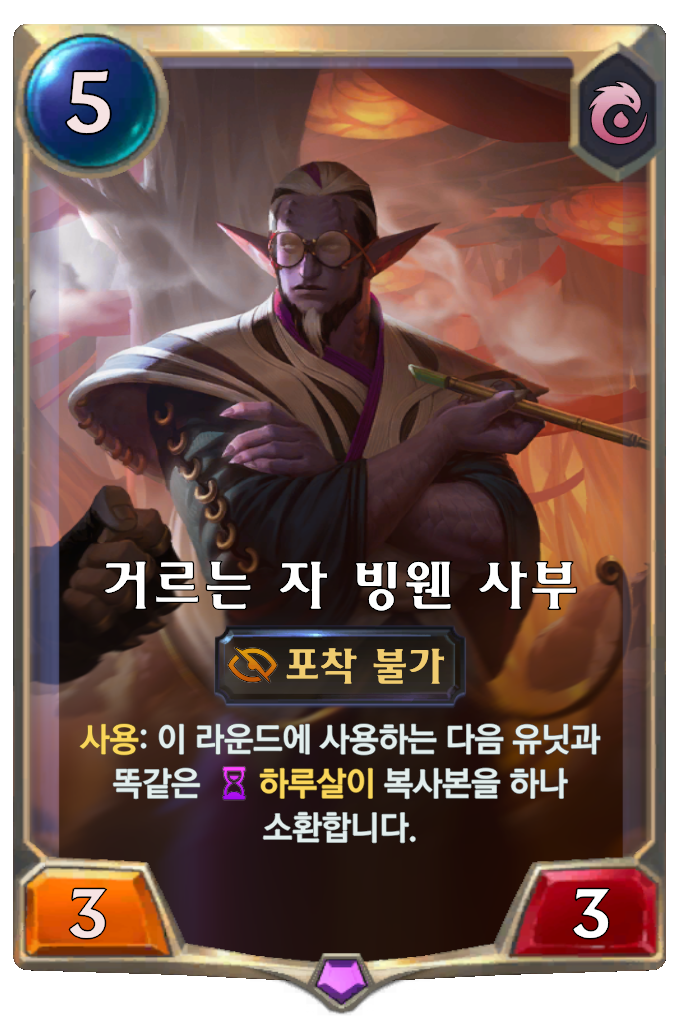 5
거르는 자 빙웬 사부
포착 불가
사용: 이 라운드에 사용하는 다음 유닛과
똑같은 하루살이 복사본을 하나
소환합니다.
3
3